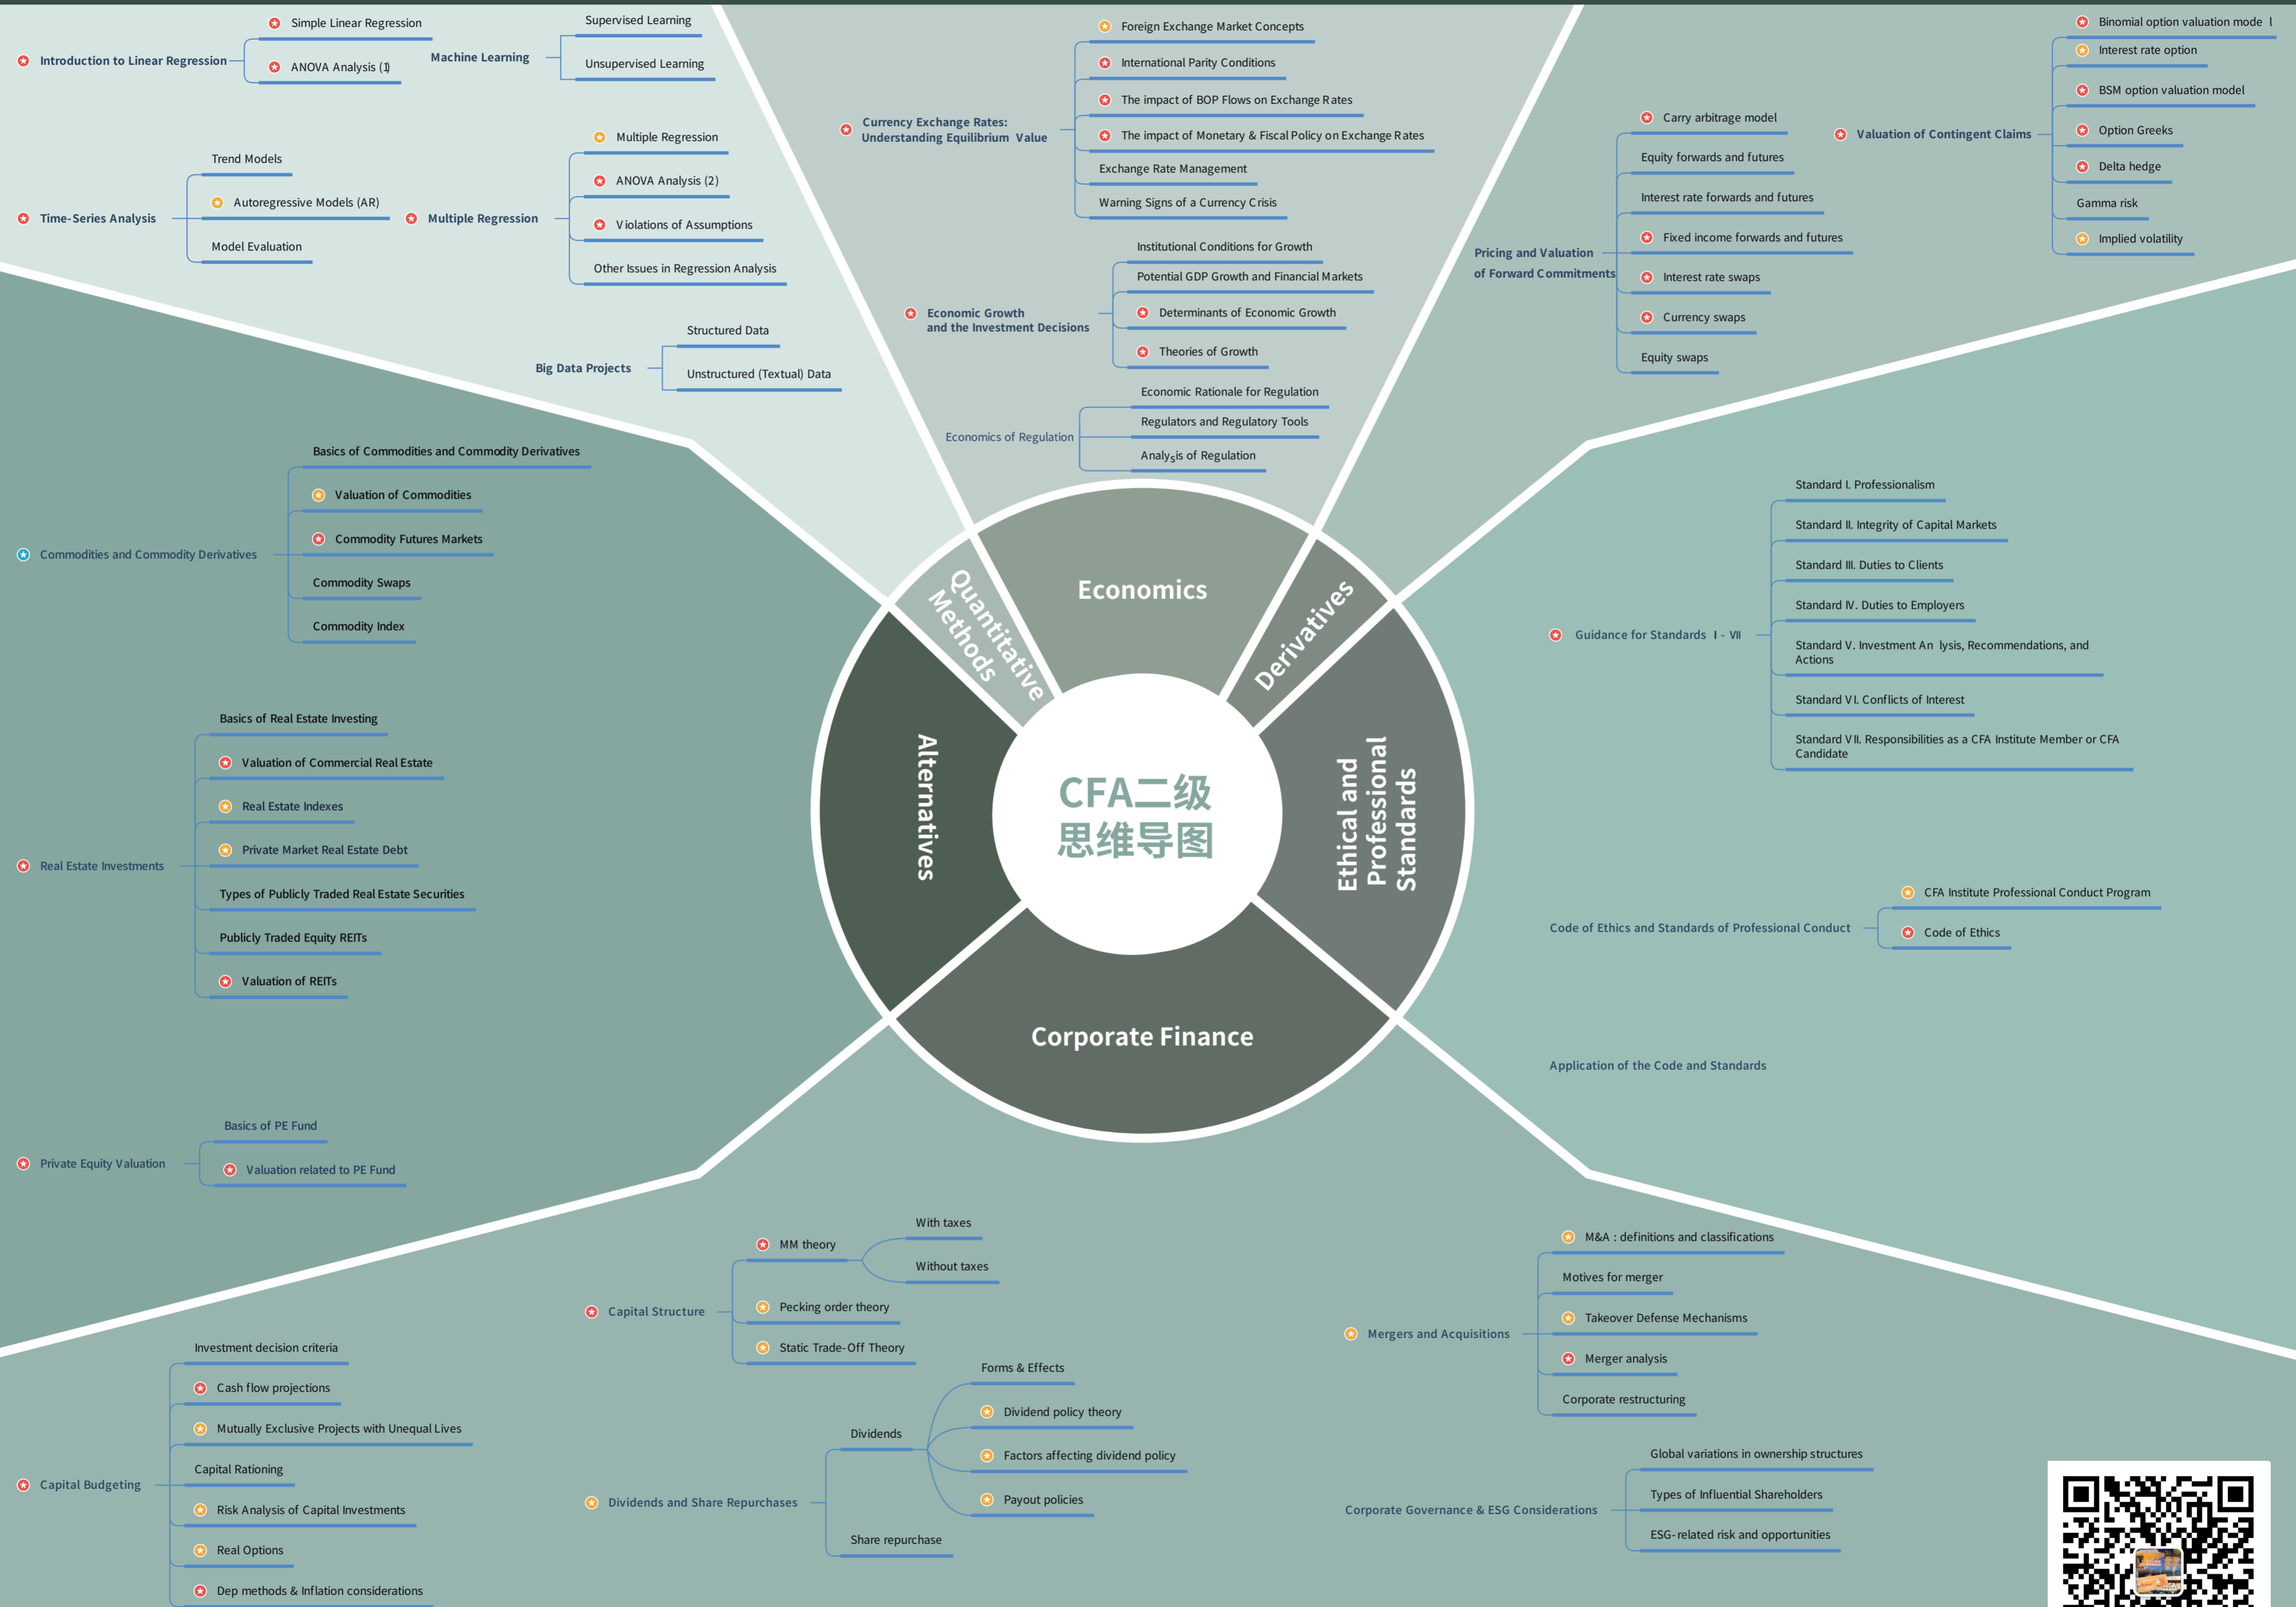 Introduction to Linear Regression
Simple Linear Regression
ANOVA Analysis (1)
Machine Learning
Supervised Learning
Unsupervised Learning
Time-Series Analysis
Trend Models
Autoregressive Models (AR)
Model Evaluation
Multiple Regression
Multiple Regression
ANOVA Analysis (2)
Violations of Assumptions
Other Issues in Regression Analysis
Big Data Projects
Structured Data
Unstructured (Textual) Data
Currency Exchange Rates:
Understanding Equilibrium Value
Foreign Exchange Market Concepts
International Parity Conditions
The impact of BOP Flows on Exchange Rates
The impact of Monetary & Fiscal Policy on Exchange Rates
Exchange Rate Management
Warning Signs of a Currency Crisis
Economic Growth
and the Investment Decisions
Institutional Conditions for Growth
Potential GDP Growth and Financial Markets
Determinants of Economic Growth
Theories of Growth
Economics of Regulation
Economic Rationale for Regulation
Regulators and Regulatory Tools
Analysis of Regulation
Pricing and Valuation
of Forward Commitments
Carry arbitrage model
Equity forwards and futures
Interest rate forwards and futures
Fixed income forwards and futures
Interest rate swaps
Currency swaps
Equity swaps
Valuation of Contingent Claims
Binomial option valuation mode l
Interest rate option
BSM option valuation model
Option Greeks
Delta hedge
Gamma risk
Implied volatility
Commodities and Commodity Derivatives
Basics of Commodities and Commodity Derivatives
Valuation of Commodities
Commodity Futures Markets
Commodity Swaps
Commodity Index
Real Estate Investments
Basics of Real Estate Investing
Valuation of Commercial Real Estate
Real Estate Indexes
Private Market Real Estate Debt
Types of Publicly Traded Real Estate Securities
Publicly Traded Equity REITs
Valuation of REITs
Private Equity Valuation
Basics of PE Fund
Valuation related to PE Fund
Quantitative
Methods
Economics
Derivatives
Alternatives
CFA二级
思维导图
Ethical and
Professional
Standards
Corporate Finance
Guidance for Standards I - VII
Standard I. Professionalism
Standard II. Integrity of Capital Markets
Standard III. Duties to Clients
Standard IV. Duties to Employers
Standard V. Investment An lysis, Recommendations, and
Actions
Standard VI. Conflicts of Interest
Standard VII. Responsibilities as a CFA Institute Member or CFA
Candidate
Code of Ethics and Standards of Professional Conduct
CFA Institute Professional Conduct Program
Code of Ethics
Application of the Code and Standards
Capital Budgeting
Investment decision criteria
Cash flow projections
Mutually Exclusive Projects with Unequal Lives
Capital Rationing
Risk Analysis of Capital Investments
Real Options
Dep methods & Inflation considerations
Capital Structure
MM theory
With taxes
Without taxes
Pecking order theory
Static Trade-Off Theory
Dividends and Share Repurchases
Dividends
Forms & Effects
Dividend policy theory
Factors affecting dividend policy
Payout policies
Share repurchase
Mergers and Acquisitions
M&A : definitions and classifications
Motives for merger
Takeover Defense Mechanisms
Merger analysis
Corporate restructuring
Corporate Governance & ESG Considerations
Global variations in ownership structures
Types of Influential Shareholders
ESG-related risk and opportunities